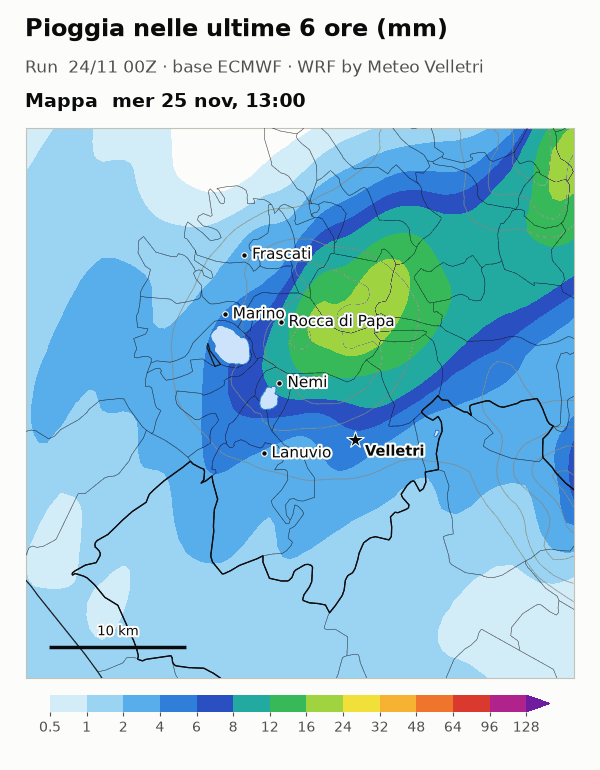 Pioggia nelle ultime 6 ore (mm)
Run 24/11 00Z · base ECMWF · WRF by Meteo Velletri
Mappa mer 25 nov, 13:00
Frascati
Marino
Rocca di Papa
Nemi
Velletri
Lanuvio
10 km
0.5 1 2 4 6 8 12 16 24 32 48 64 96 128